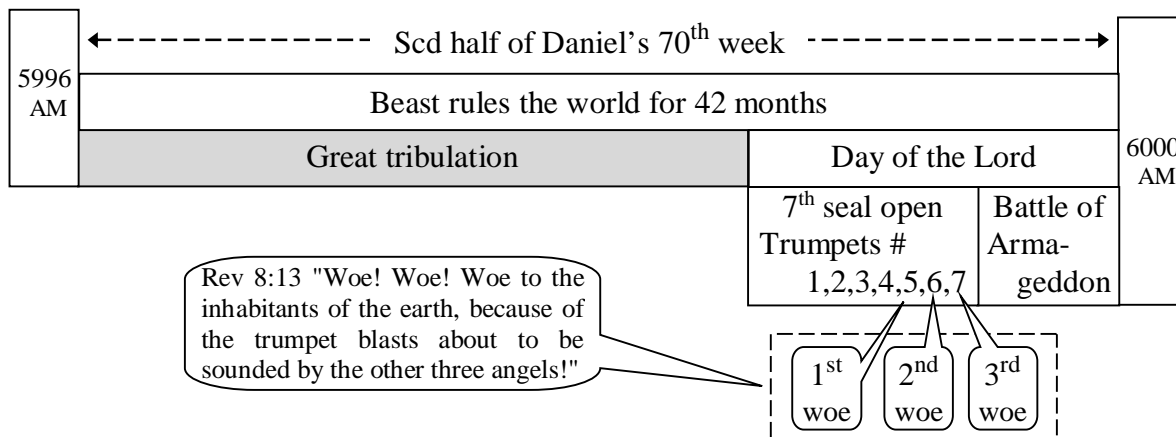 Scd half of Daniel's 70th week
5996
AM
Beast rules the world for 42 months
Great tribulation
Day of the Lord
6000
AM
7th seal open
Trumpets #
1,2,3,4,5,6,7
Battle of
Arma-
geddon
Rev 8:13 "Woe! Woe! Woe to the
inhabitants of the earth, because of
the trumpet blasts about to be
sounded by the other three angels!"
1st
woe
2nd
woe
3rd
woe